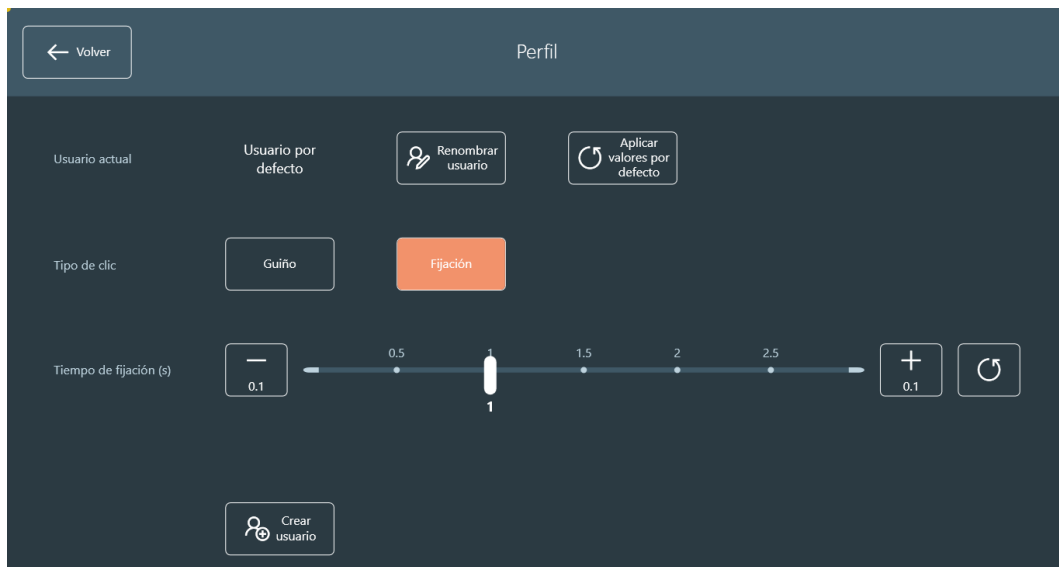 Volver
Perfil
Usuario actual
Usuario por
defecto
Renombrar
usuario
Aplicar
valores por
defecto
Tipo de clic
Guiño
Fijación
Tiempo de fijación (s)
0.1
0.5
1
1.5
2
2.5
1
0.1
Crear
usuario